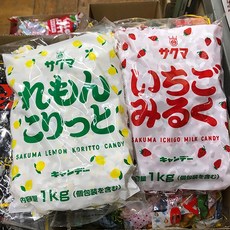 サクマ
れもん
こりっと
SAKUMA LEMON KORITTO CANDY
キャンデー
内容量 1kg (個包装を含む)
サクマ
いちご
みるく
SAKUMA ICHIGO MILK CANDY
キャンデー
内容量 1kg (個包装を含む)